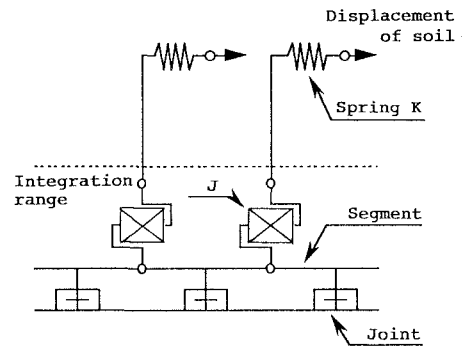 Displacement
of soil
Spring K
Integration
range
J
Segment
Joint